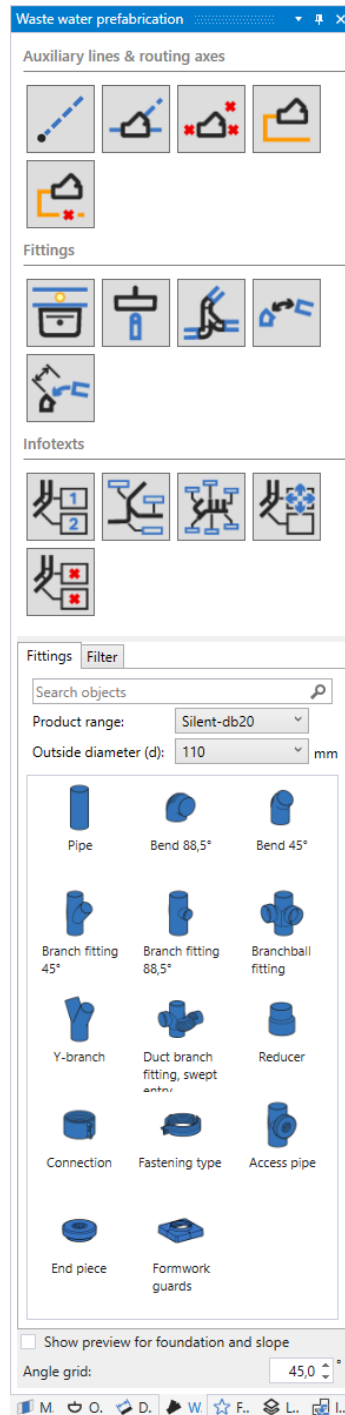 Waste water prefabrication
Auxiliary lines & routing axes
Fittings
Infotexts
1
2
Fittings Filter
Search objects
Product range: Silent-db20
Outside diameter (d): 110 mm
Pipe Bend 88,5° Bend 45°
Branch fitting Branch fitting Branchball
45° 88,5° fitting
Y-branch Duct branch Reducer
fitting, swept
entry
Connection Fastening type Access pipe
End piece Formwork
guards
Show preview for foundation and slope
Angle grid: 45,0 °
M. O. D. W. F.. L.. I..